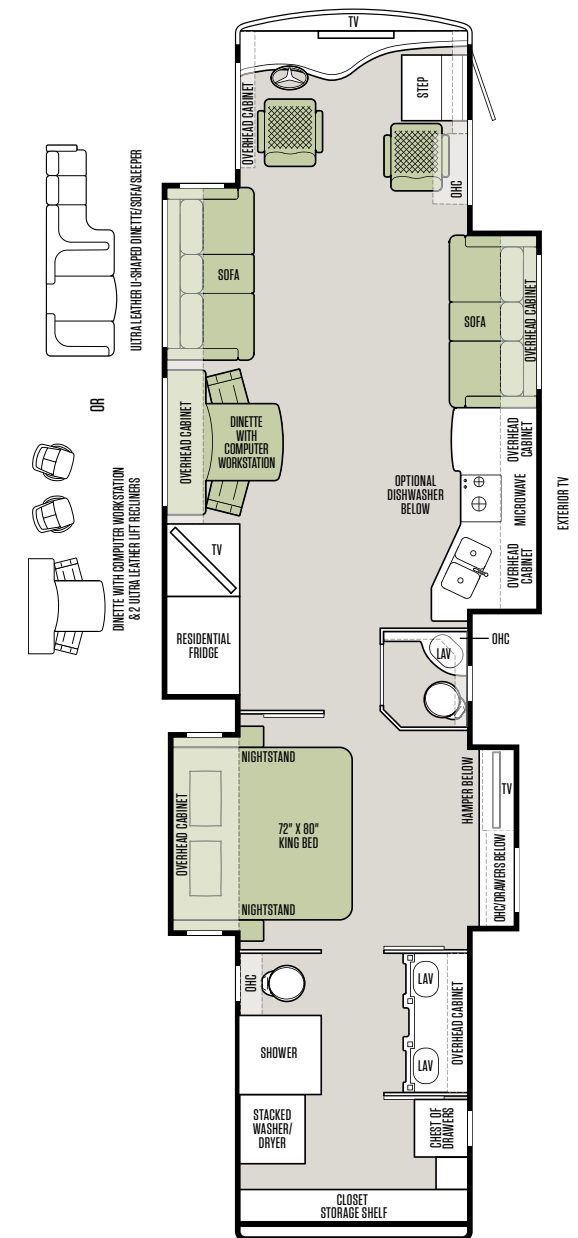 TV
OVERHEAD CABINET
STEP
OHC
ULTRA LEATHER U-SHAPED DINETTE/SOFA/SLEEPER
SOFA
SOFA
OVERHEAD CABINET
OR
OVERHEAD CABINET
DINETTE
WITH
COMPUTER
WORKSTATION
OVERHEAD
CABINET
DINETTE WITH COMPUTER WORKSTATION
& 2 ULTRA LEATHER LIFT RECLINERS
OPTIONAL
DISHWASHER
BELOW
MICROWAVE
EXTERIOR TV
TV
OVERHEAD
CABINET
RESIDENTIAL
FRIDGE
LAV
OHC
NIGHTSTAND
OVERHEAD CABINET
72" X 80"
KING BED
NIGHTSTAND
HAMPER BELOW
TV
OHC/DRAWERS BELOW
OHC
LAV
OVERHEAD CABINET
LAV
SHOWER
STACKED
WASHER/
DRYER
CHEST OF
DRAWERS
CLOSET
STORAGE SHELF